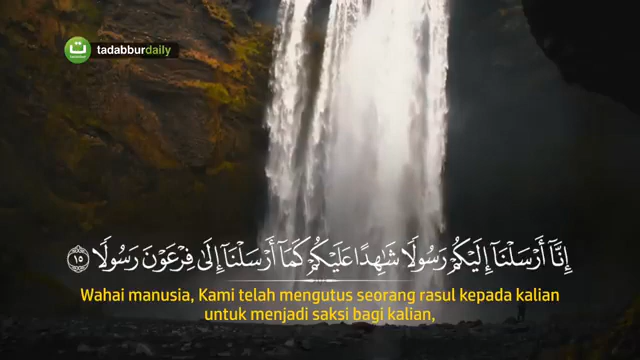 tadabburdaily
إِنَّآ أَرْسَلْنَآ إِلَيْكُمْ رَسُولًا شَٰهِدًا عَلَيْكُمْ كَمَآ أَرْسَلْنَآ إِلَىٰ فِرْعَوْنَ رَسُولًا ١٥
Wahai manusia, Kami telah mengutus seorang rasul kepada kalian
untuk menjadi saksi bagi kalian,